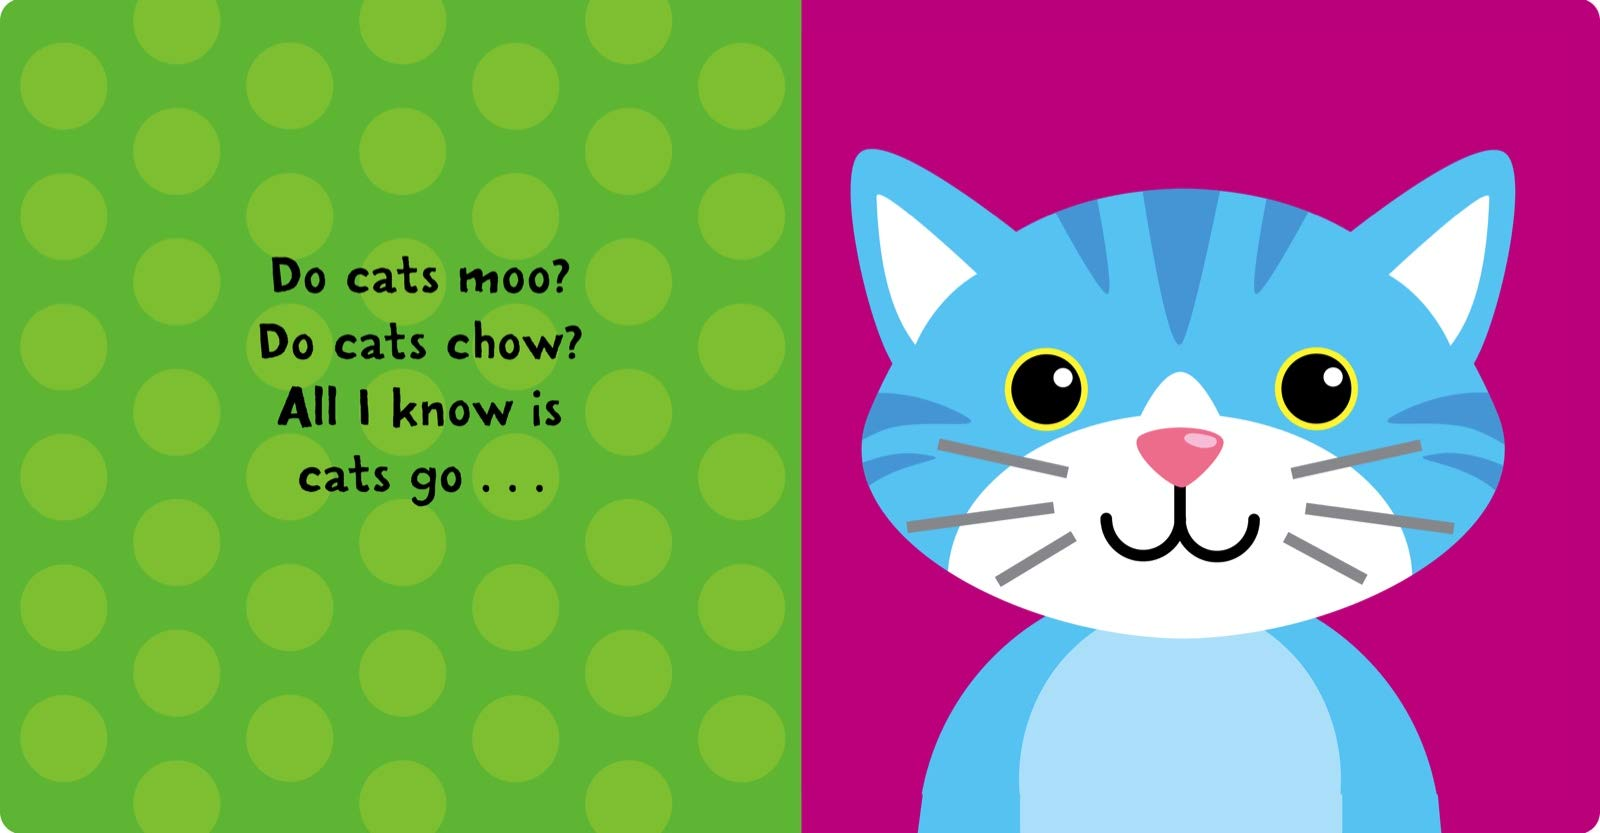 Do cats moo?
Do cats chow?
All I know is
cats go . . .